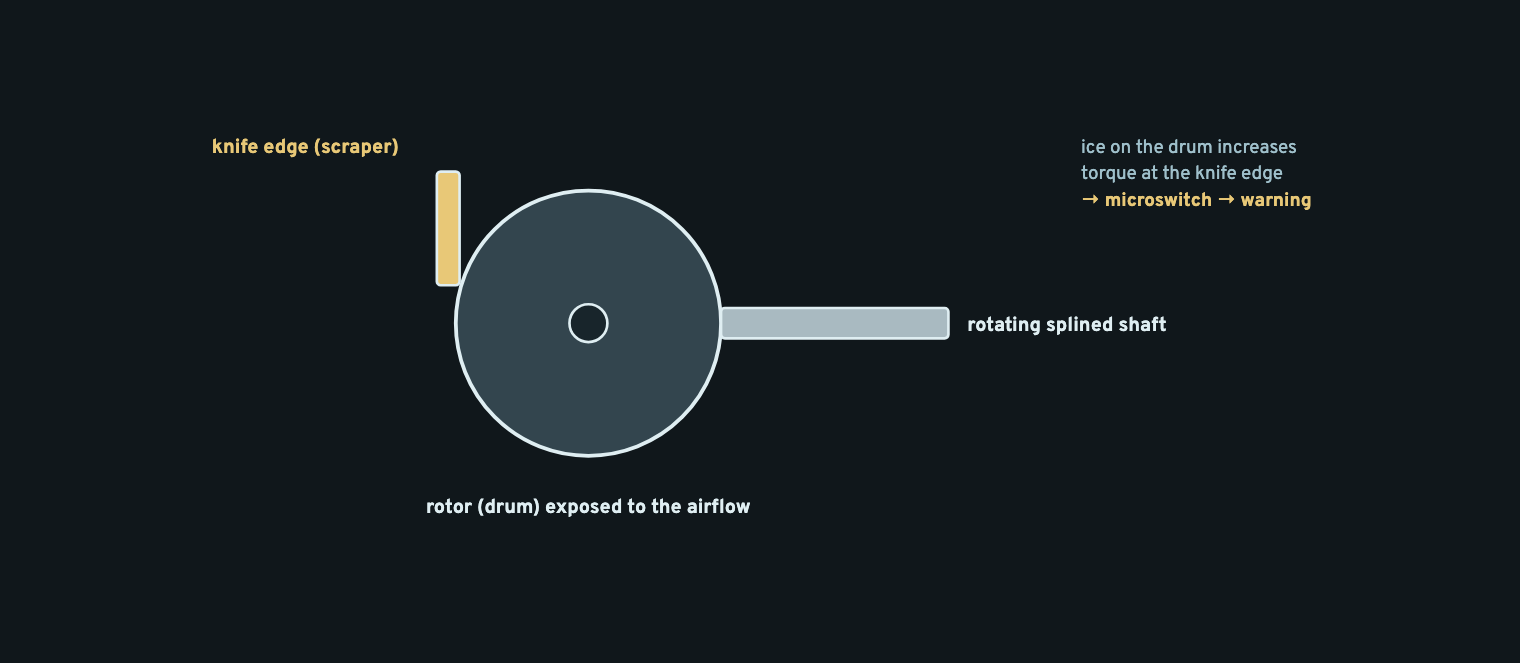 knife edge (scraper)
ice on the drum increases
torque at the knife edge
→ microswitch → warning
rotating splined shaft
rotor (drum) exposed to the airflow